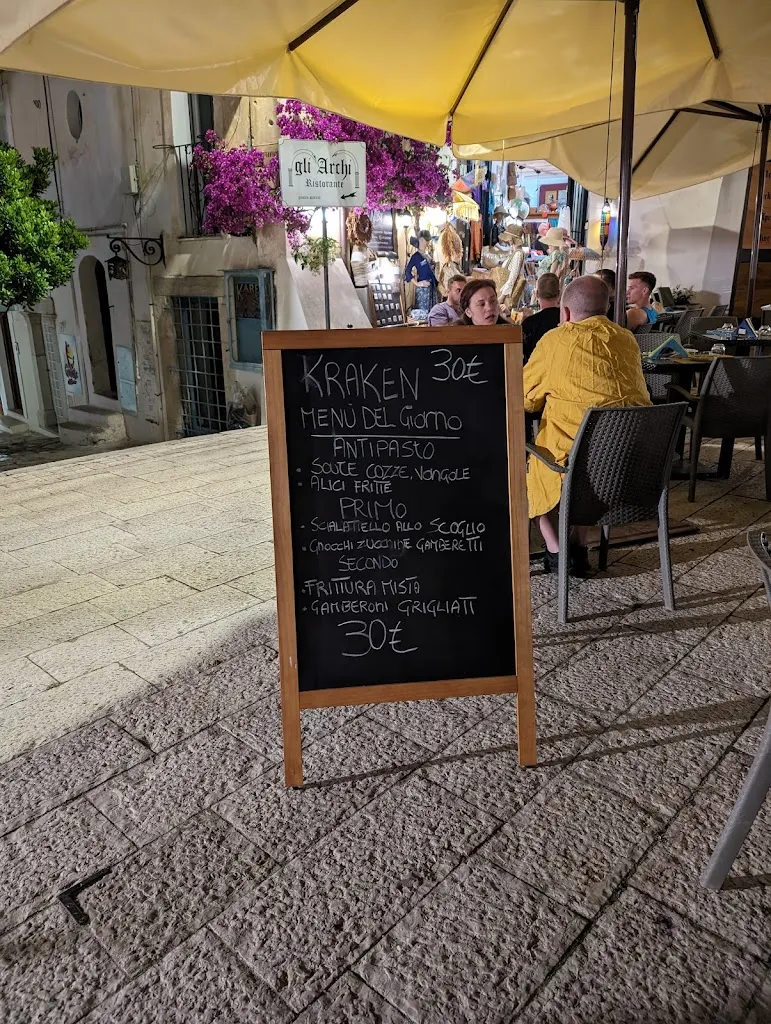 gli Archi
Ristorante
KRAKEN 30€
MENÙ DEL GIORNO
ANTIPASTO
• SOUTE COZZE, VONGOLE
• ALICI FRITTE
PRIMO
• SCIALATIELLO ALLO SCOGLIO
• GNOCCHI ZUCCHINE GAMBERETTI
SECONDO
• FRITTURA MISTA
• GAMBERONI GRIGLIATI
30€